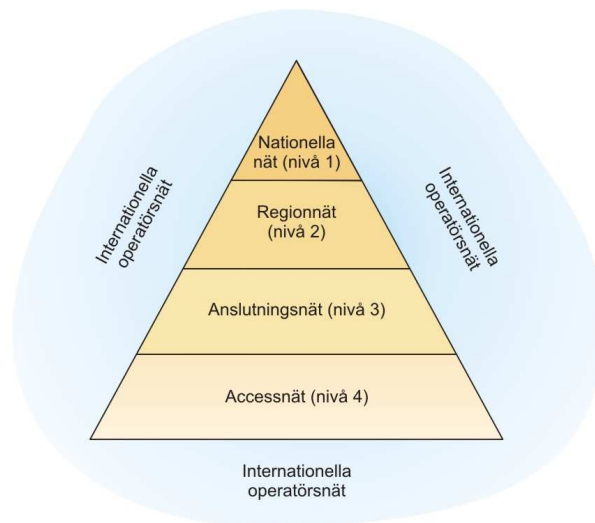 Nationella
nät (nivå 1)
Internationella
operatörsnät
Internationella
operatörsnät
Regionnät
(nivå 2)
Anslutningsnät (nivå 3)
Accessnät (nivå 4)
Internationella
operatörsnät